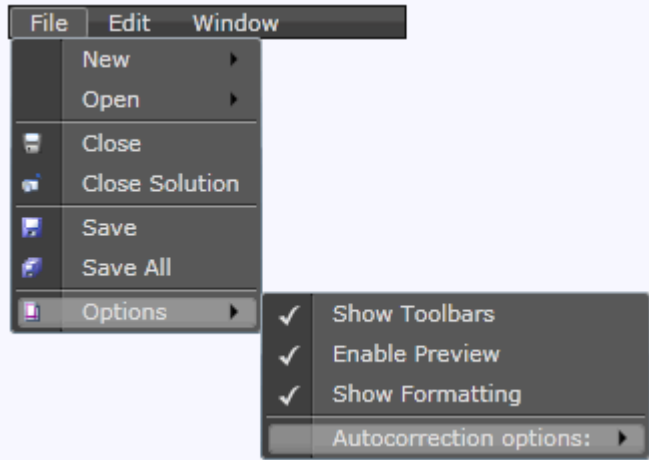 File Edit Window
New
Open
Close
Close Solution
Save
Save All
Options
Show Toolbars
Enable Preview
Show Formatting
Autocorrection options: